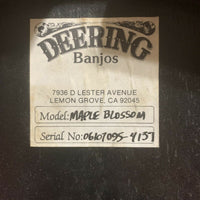 DEERING
Banjos
7936 D LESTER AVENUE
LEMON GROVE, CA 92045
Model: MAPLE BLOSSOM
Serial No: 06107095-4157